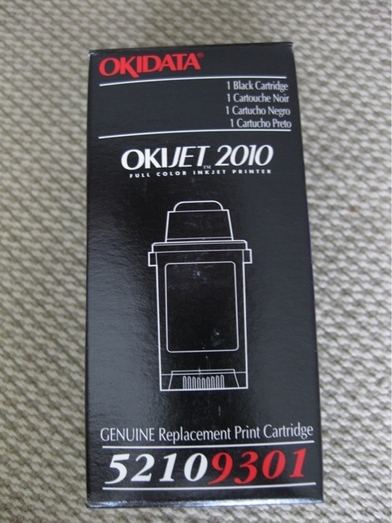 OKIDATA®
1 Black Cartridge
1 Cartouche Noir
1 Cartucho Negro
1 Cartucho Preto
OKIJET™ 2010
FULL COLOR INKJET PRINTER
GENUINE Replacement Print Cartridge
52109301